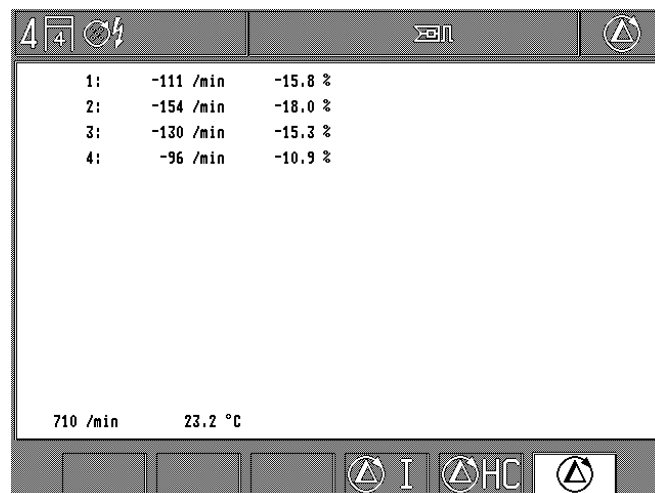 4 4
1: -111 /min -15.8 %
2: -154 /min -18.0 %
3: -130 /min -15.3 %
4: -96 /min -10.9 %
710 /min 23.2 °C
I HC